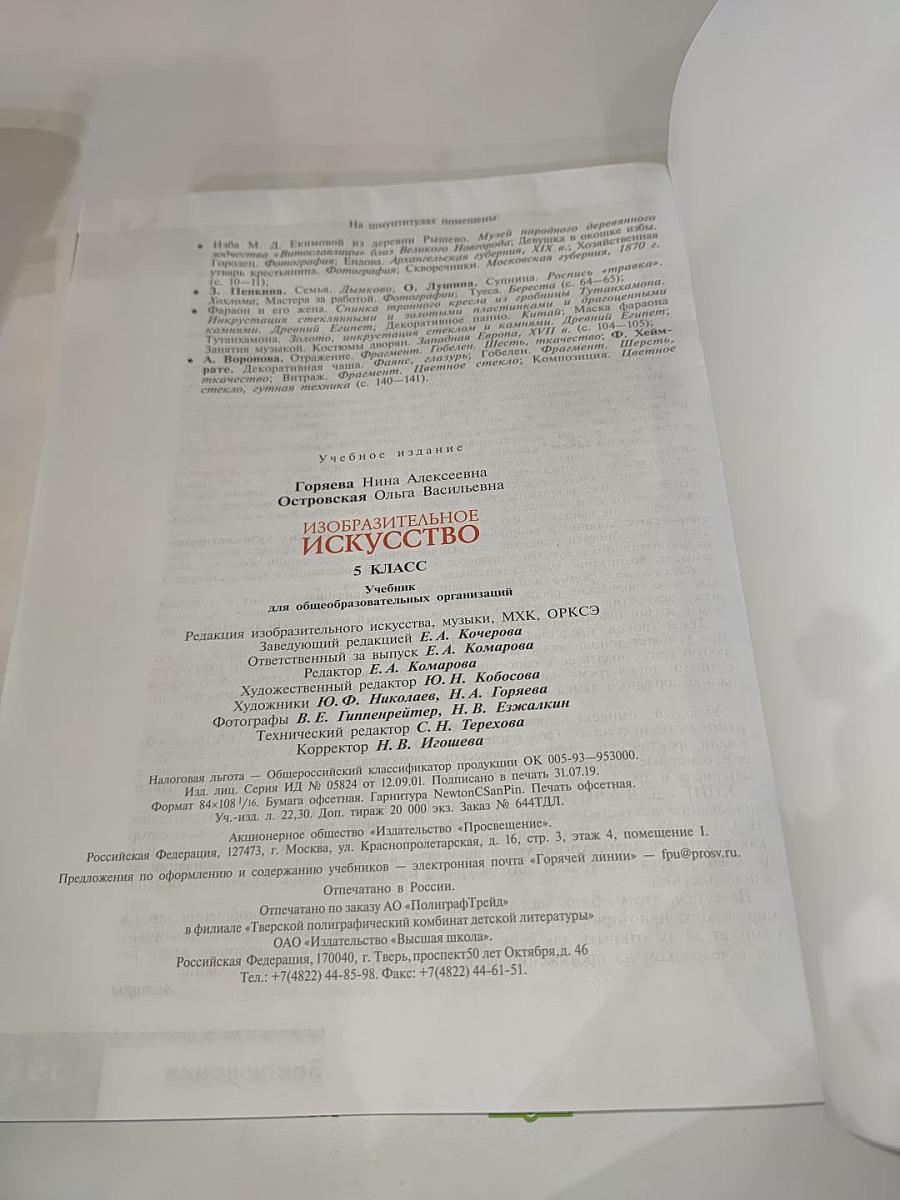 На шмуцтитулах помещены:
• Изба М. Д. Екимовой из деревни Рышево. Музей народного деревянного
зодчества «Витославлицы» близ Великого Новгорода; Девушка в окошке избы.
Городец. Фотография; Ендова. Архангельская губерния, XIX в.; Хозяйственная
утварь крестьянина. Фотография; Скворечники. Московская губерния, 1870 г.
(с. 10—11);
• З. Пенкина. Семья. Дымково; О. Лушина. Супница. Роспись «травка».
Хохлома; Мастера за работой. Фотографии; Туеса. Береста (с. 64—65);
• Фараон и его жена. Спинка тронного кресла из гробницы Тутанхамона.
Инкрустация стеклянными и золотыми пластинками и драгоценными
камнями. Древний Египет; Декоративное панно. Китай; Маска фараона
Тутанхамона. Золото, инкрустация стеклом и камнями. Древний Египет;
Занятия музыкой. Костюмы дворян. Западная Европа, XVII в. (с. 104—105);
• А. Воронова. Отражение. Фрагмент. Гобелен. Шесть, ткачество; Ф. Хейм-
рате. Декоративная чаша. Фаянс, глазурь; Гобелен. Фрагмент. Шерсть,
ткачество; Витраж. Фрагмент. Цветное стекло; Композиция. Цветное
стекло, гутная техника (с. 140—141).
Учебное издание
Горяева Нина Алексеевна
Островская Ольга Васильевна
ИЗОБРАЗИТЕЛЬНОЕ
ИСКУССТВО
5 КЛАСС
Учебник
для общеобразовательных организаций
Редакция изобразительного искусства, музыки, МХК, ОРКСЭ
Заведующий редакцией Е. А. Кочерова
Ответственный за выпуск Е. А. Комарова
Редактор Е. А. Комарова
Художественный редактор Ю. Н. Кобосова
Художники Ю. Ф. Николаев, Н. А. Горяева
Фотографы В. Е. Гиппенрейтер, Н. В. Езжалкин
Технический редактор С. Н. Терехова
Корректор Н. В. Игошева
Налоговая льгота — Общероссийский классификатор продукции ОК 005-93—953000.
Изд. лиц. Серия ИД № 05824 от 12.09.01. Подписано в печать 31.07.19.
Формат 84×108 1/16. Бумага офсетная. Гарнитура NewtonCSanPin. Печать офсетная.
Уч.-изд. л. 22,30. Доп. тираж 20 000 экз. Заказ № 644ТДЛ.
Акционерное общество «Издательство «Просвещение».
Российская Федерация, 127473, г. Москва, ул. Краснопролетарская, д. 16, стр. 3, этаж 4, помещение I.
Предложения по оформлению и содержанию учебников — электронная почта «Горячей линии» — fpu@prosv.ru.
Отпечатано в России.
Отпечатано по заказу АО «ПолиграфТрейд»
в филиале «Тверской полиграфический комбинат детской литературы»
ОАО «Издательство «Высшая школа».
Российская Федерация, 170040, г. Тверь, проспект50 лет Октября, д. 46
Тел.: +7(4822) 44-85-98. Факс: +7(4822) 44-61-51.